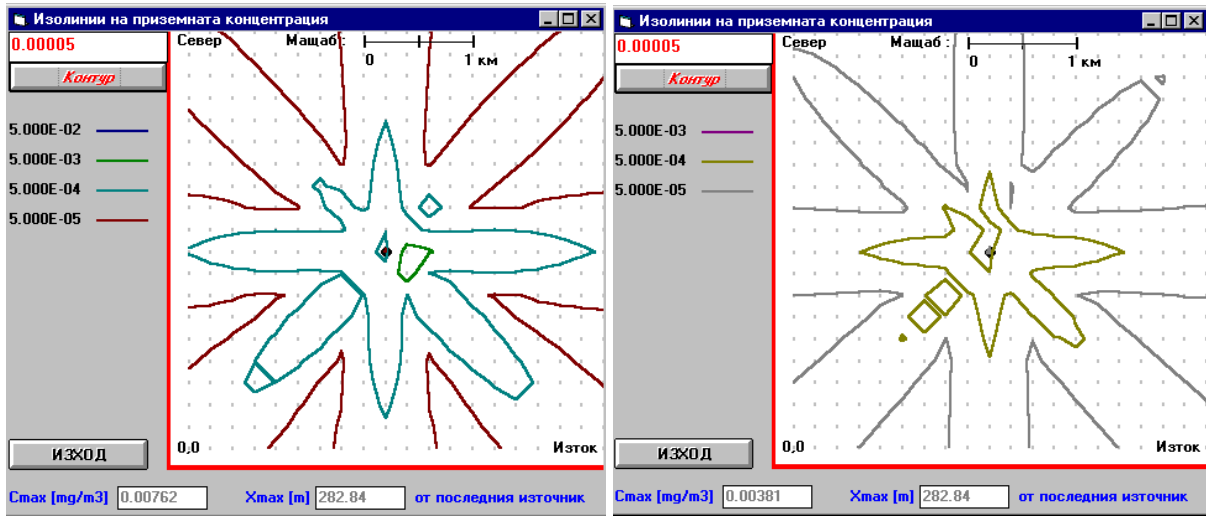 Изолинии на приземната концентрация
0.00005
Контур
Север
Мащаб :
0
1 км
5.000E-02
5.000E-03
5.000E-04
5.000E-05
0,0
Изток
ИЗХОД
Cmax [mg/m3] 0.00762 Xmax [m] 282.84 от последния източник
Изолинии на приземната концентрация
0.00005
Контур
Север
Мащаб :
0
1 км
5.000E-03
5.000E-04
5.000E-05
0,0
Изток
ИЗХОД
Cmax [mg/m3] 0.00381 Xmax [m] 282.84 от последния източник